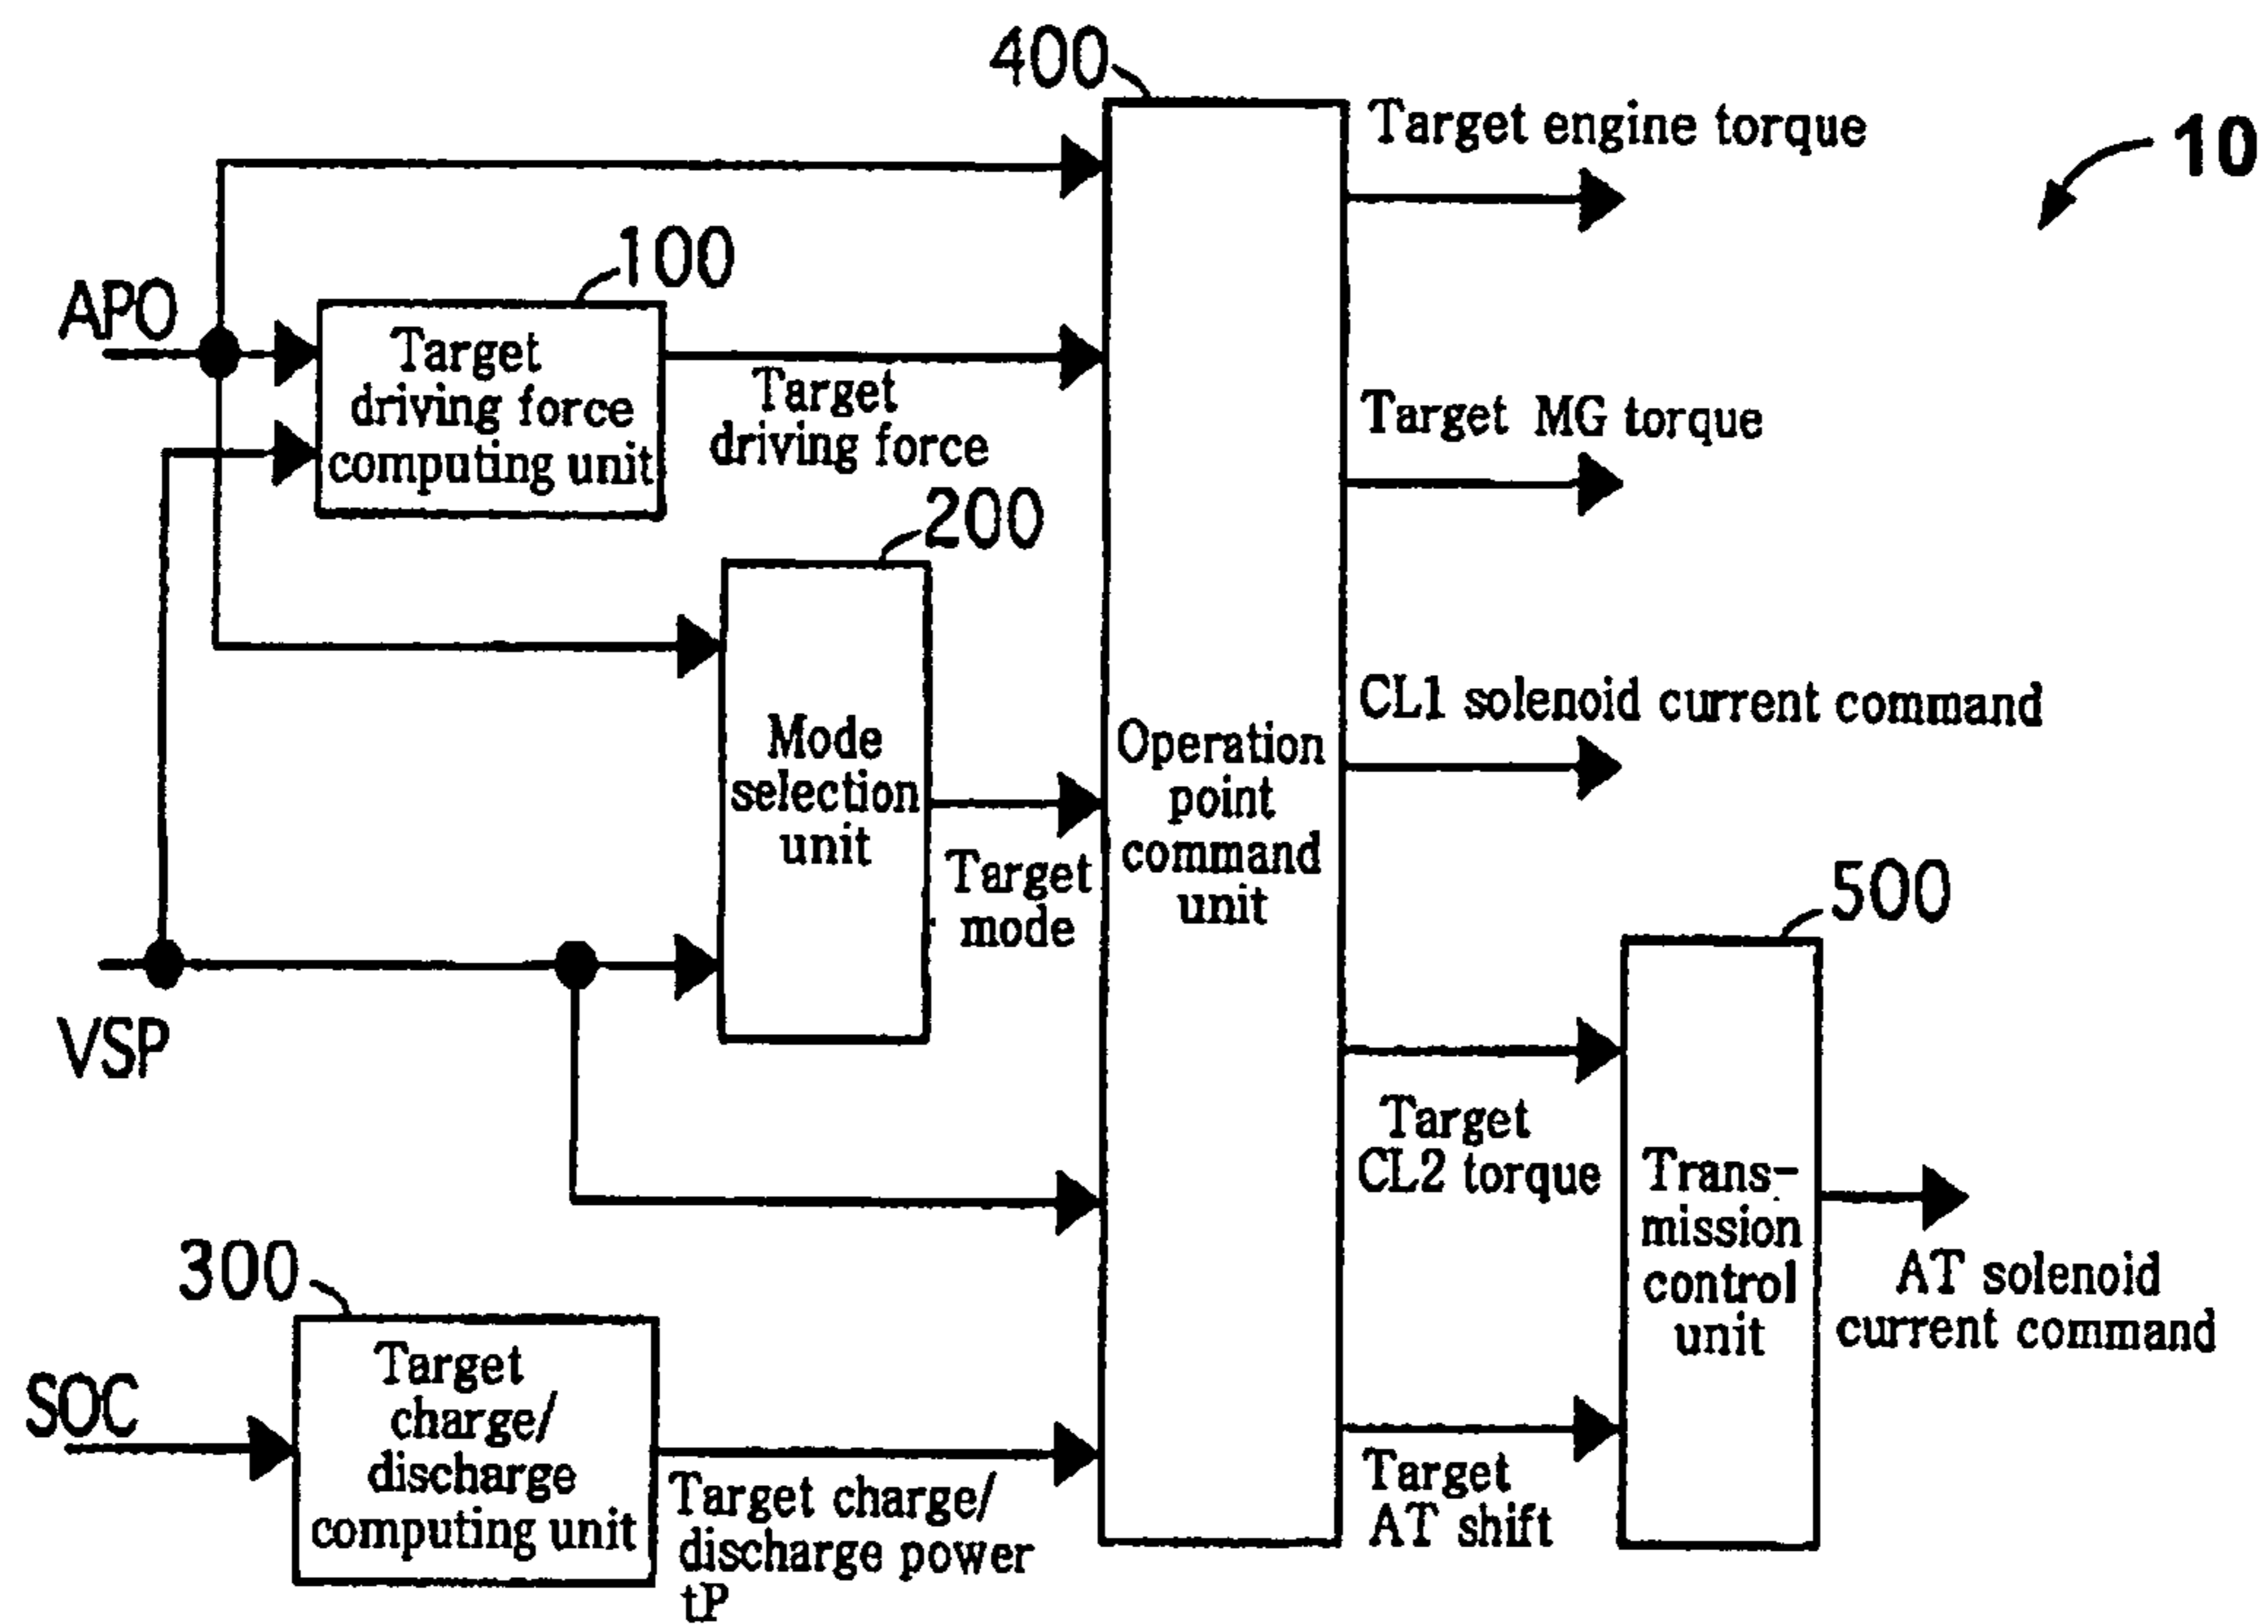 400
Target engine torque
10
100
APO
Target
driving force
computing unit
Target
driving force
Target MG torque
200
Mode
selection
unit
Target
mode
Operation
point
command
unit
CL1 solenoid current command
500
VSP
Target
CL2 torque
Trans-
mission
control
unit
AT solenoid
current command
300
SOC
Target
charge/
discharge
computing unit
Target charge/
discharge power
tP
Target
AT shift